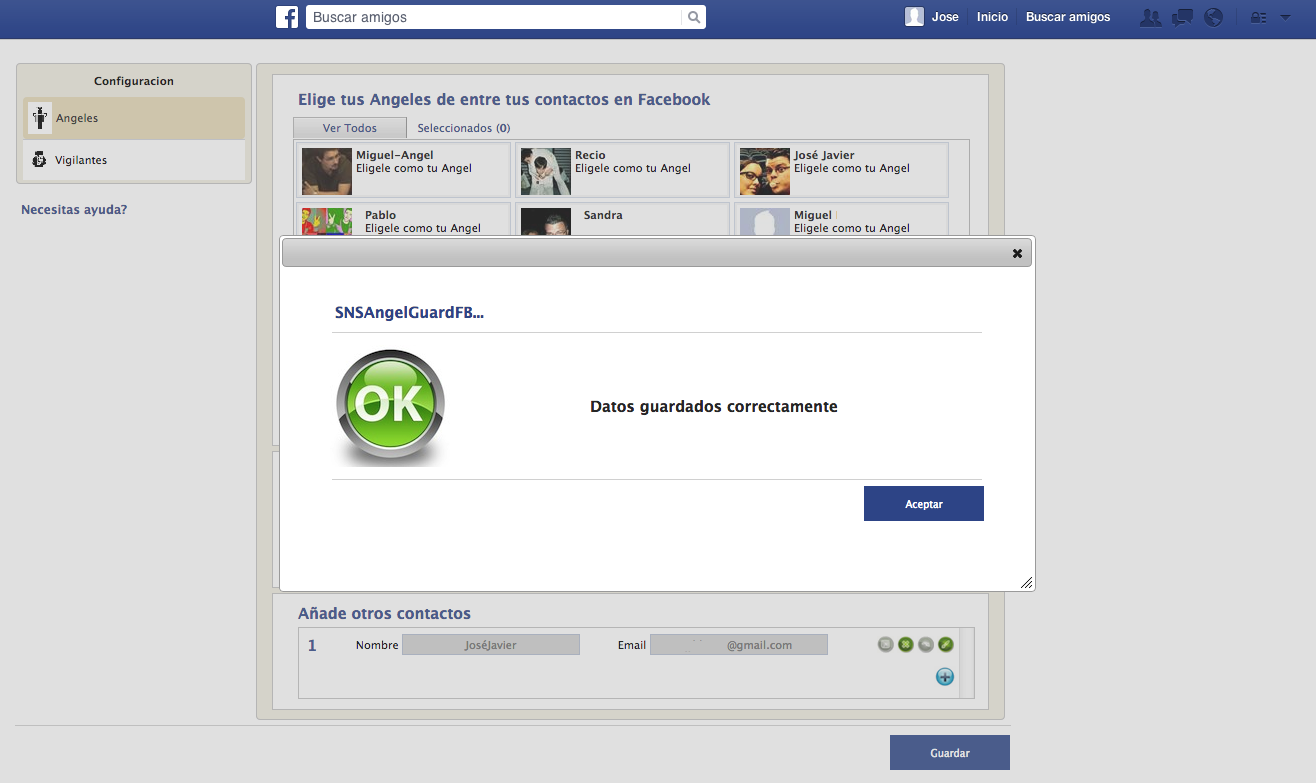 f
Buscar amigos
Jose
Inicio
Buscar amigos
Configuracion
Angeles
Vigilantes
Necesitas ayuda?
Elige tus Angeles de entre tus contactos en Facebook
Ver Todos
Seleccionados (0)
Miguel-Angel
Eligele como tu Angel
Recio
Eligele como tu Angel
José Javier
Eligele como tu Angel
Pablo
Eligele como tu Angel
Sandra
Miguel
Eligele como tu Angel
SNSAngelGuardFB...
OK
Datos guardados correctamente
Aceptar
Añade otros contactos
1
Nombre
JoséJavier
Email
@gmail.com
Guardar